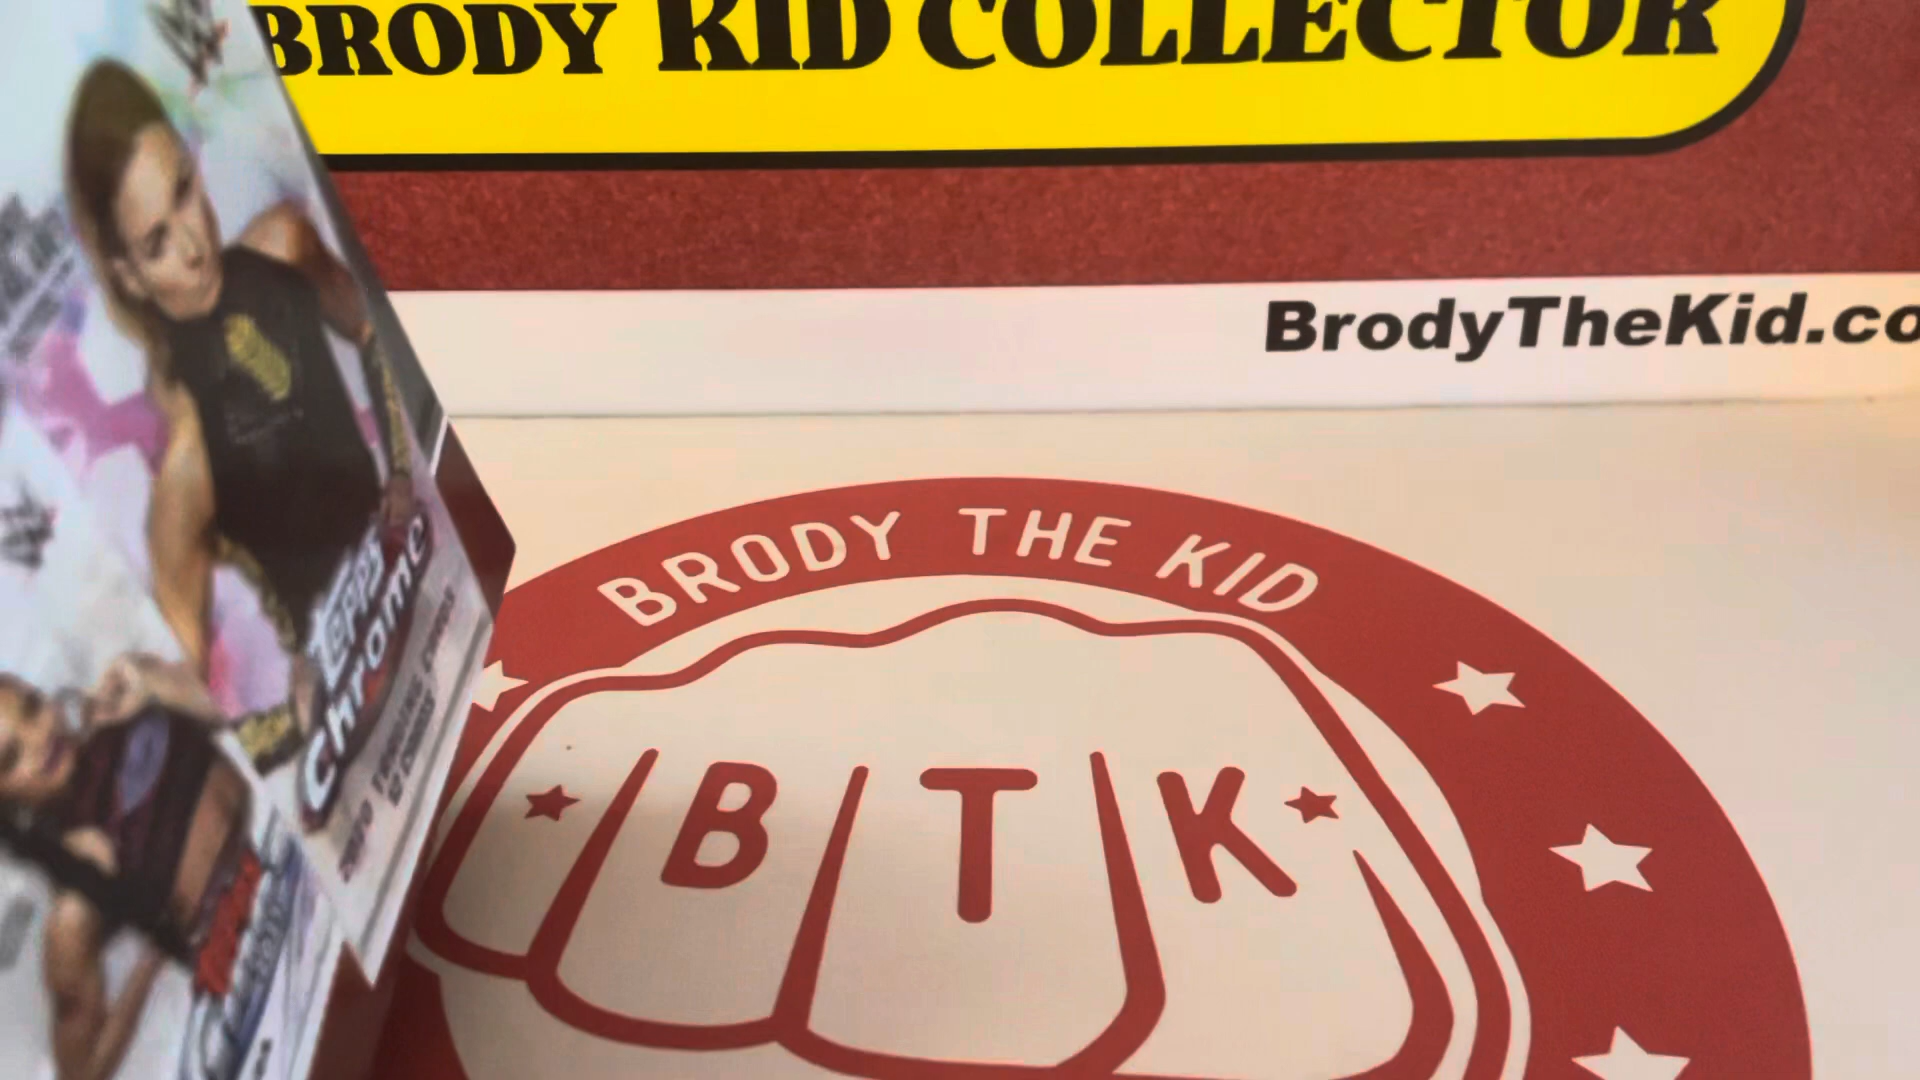 BRODY KID COLLECTOR
BrodyTheKid.co
BRODY THE KID
B T K
Topps
Chrome